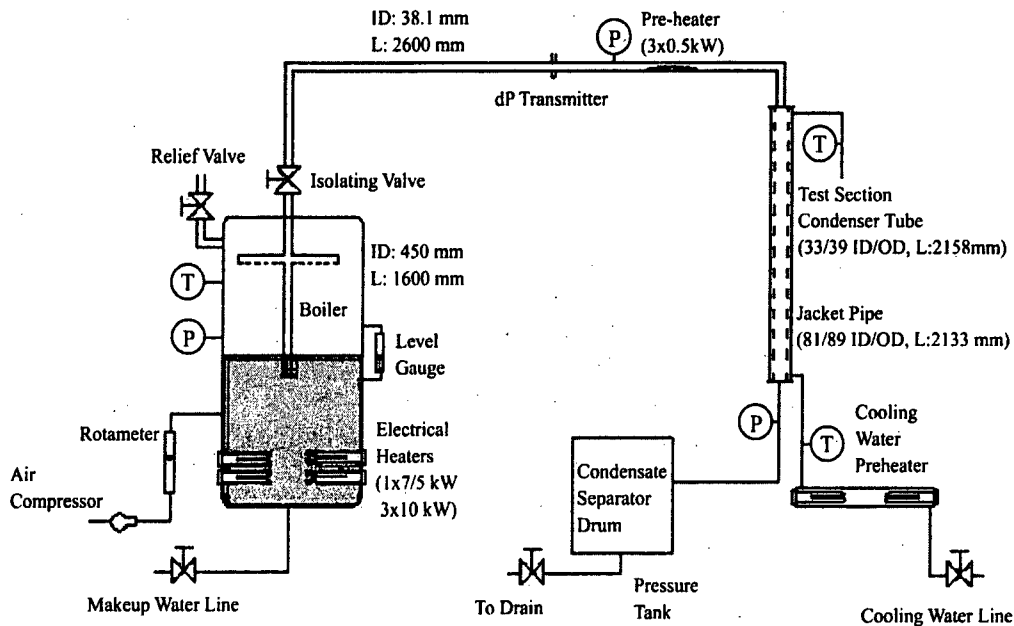 ID: 38.1 mm
L: 2600 mm
P
Pre-heater
(3x0.5kW)
dP Transmitter
Relief Valve
Isolating Valve
T
Test Section
Condenser Tube
(33/39 ID/OD, L:2158mm)
ID: 450 mm
L: 1600 mm
T
Boiler
P
Level
Gauge
Jacket Pipe
(81/89 ID/OD, L:2133 mm)
Rotameter
Electrical
Heaters
(1x7/5 kW
3x10 kW)
P
T
Cooling
Water
Preheater
Air
Compressor
Condensate
Separator
Drum
Makeup Water Line
To Drain
Pressure
Tank
Cooling Water Line